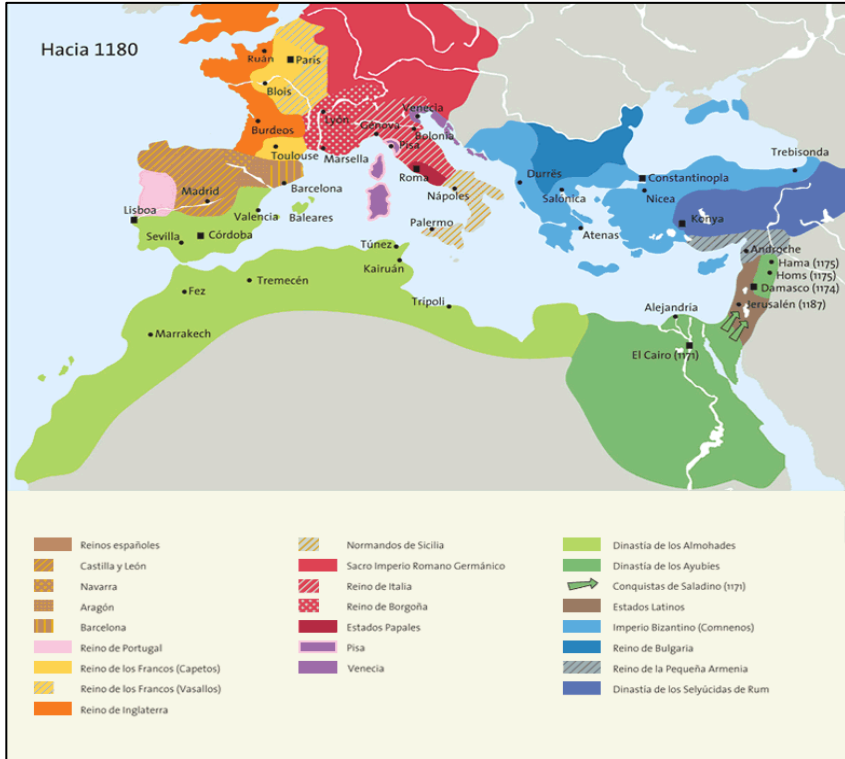 Hacia 1180
Ruán
París
Blois
Burdeos
Lyón
Toulouse
Marsella
Génova
Venecia
Bolonia
Pisa
Roma
Nápoles
Palermo
Madrid
Barcelona
Lisboa
Valencia
Baleares
Sevilla
Córdoba
Túnez
Kairuán
Fez
Tremecén
Trípoli
Marrakech
Durrës
Salónica
Atenas
Constantinopla
Nicea
Trebisonda
Konya
Androche
Hama (1175)
Homs (1175)
Damasco (1174)
Jerusalén (1187)
Alejandría
El Cairo (1171)
Reinos españoles
Castilla y León
Navarra
Aragón
Barcelona
Reino de Portugal
Reino de los Francos (Capetos)
Reino de los Francos (Vasallos)
Reino de Inglaterra
Normandos de Sicilia
Sacro Imperio Romano Germánico
Reino de Italia
Reino de Borgoña
Estados Papales
Pisa
Venecia
Dinastía de los Almohades
Dinastía de los Ayubies
Conquistas de Saladino (1171)
Estados Latinos
Imperio Bizantino (Comnenos)
Reino de Bulgaria
Reino de la Pequeña Armenia
Dinastía de los Selyúcidas de Rum